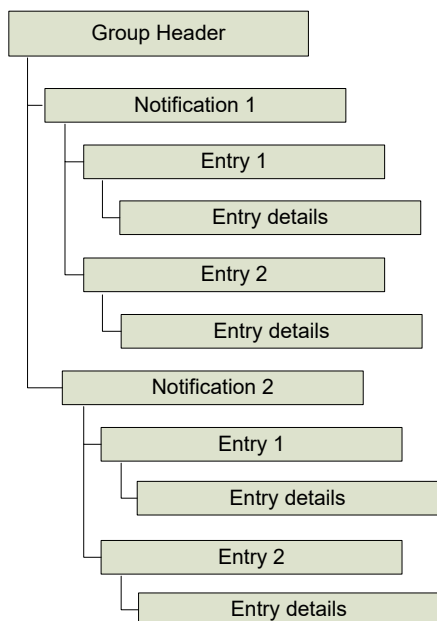 Group Header
Notification 1
Entry 1
Entry details
Entry 2
Entry details
Notification 2
Entry 1
Entry details
Entry 2
Entry details